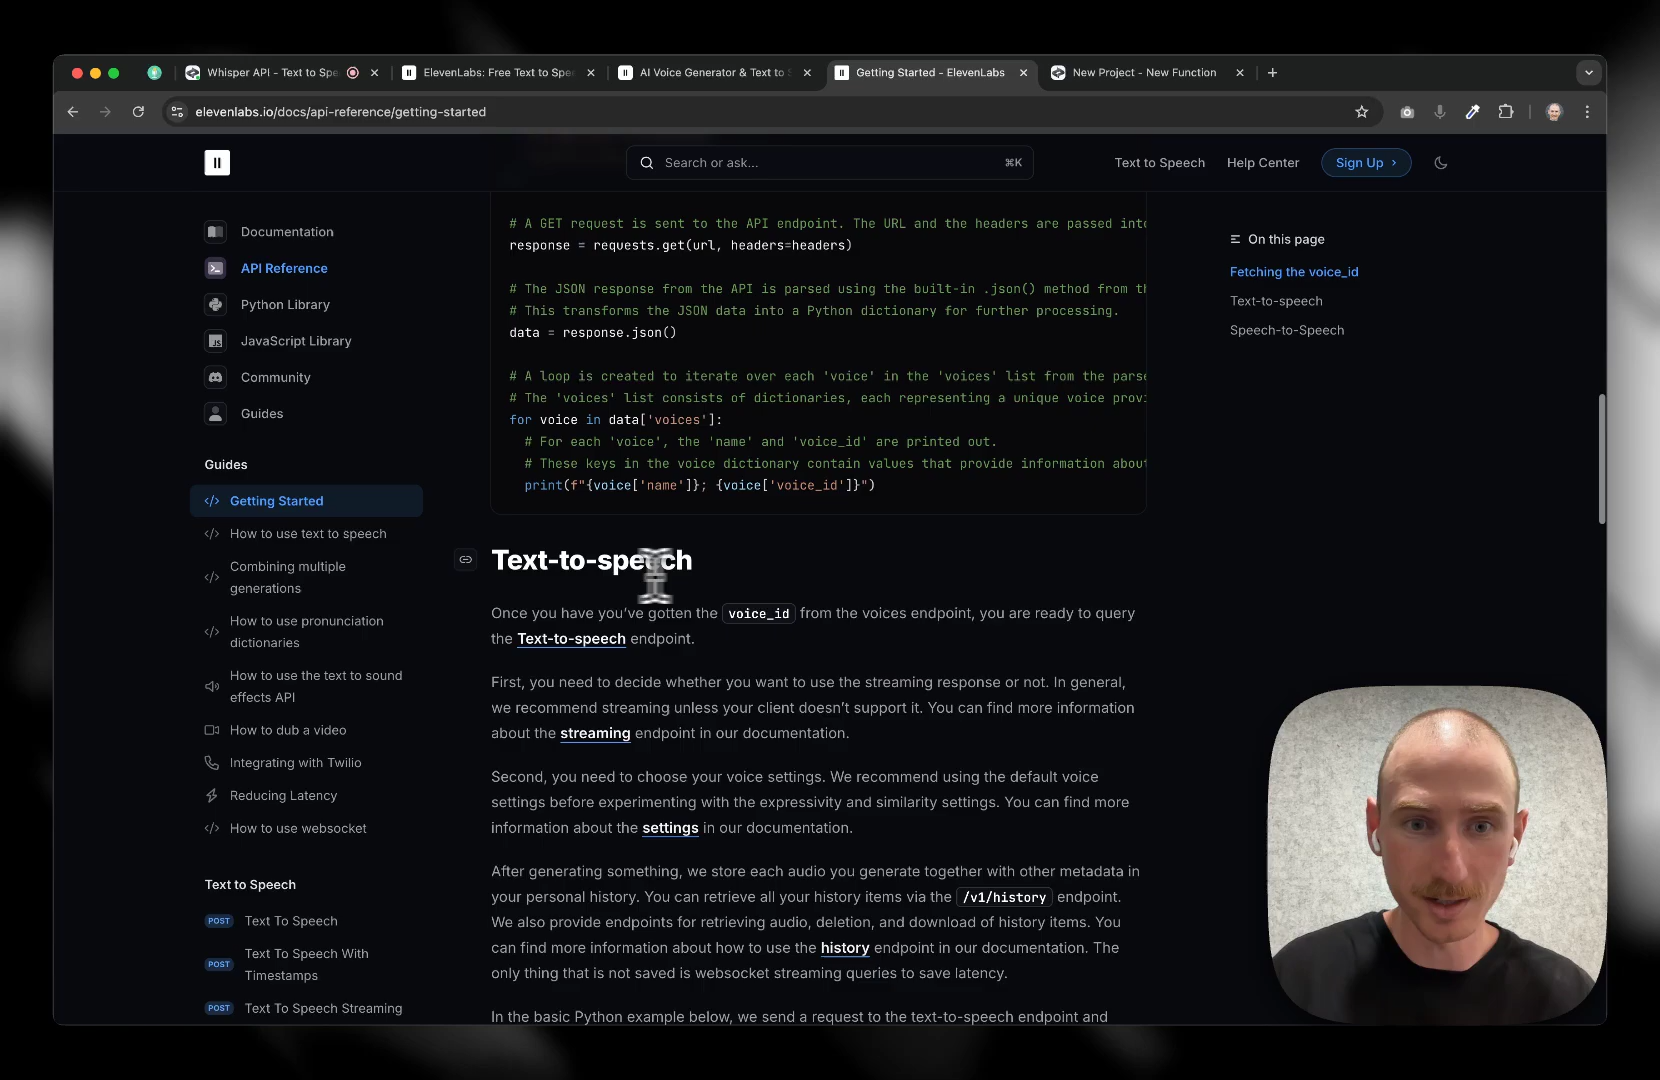 Whisper API - Text to Spe
ElevenLabs: Free Text to Spee
AI Voice Generator & Text to S
Getting Started - ElevenLabs
New Project - New Function
elevenlabs.io/docs/api-reference/getting-started
Search or ask...
⌘K
Text to Speech
Help Center
Sign Up
Documentation
API Reference
Python Library
JavaScript Library
Community
Guides
Guides
Getting Started
How to use text to speech
Combining multiple
generations
How to use pronunciation
dictionaries
How to use the text to sound
effects API
How to dub a video
Integrating with Twilio
Reducing Latency
How to use websocket
Text to Speech
POST Text To Speech
POST Text To Speech With
Timestamps
POST Text To Speech Streaming
# A GET request is sent to the API endpoint. The URL and the headers are passed into
response = requests.get(url, headers=headers)
# The JSON response from the API is parsed using the built-in .json() method from th
# This transforms the JSON data into a Python dictionary for further processing.
data = response.json()
# A loop is created to iterate over each 'voice' in the 'voices' list from the parse
# The 'voices' list consists of dictionaries, each representing a unique voice provi
for voice in data['voices']:
# For each 'voice', the 'name' and 'voice_id' are printed out.
# These keys in the voice dictionary contain values that provide information about
print(f"{voice['name']}; {voice['voice_id']}")
Text-to-speech
Once you have you've gotten the voice_id from the voices endpoint, you are ready to query
the Text-to-speech endpoint.
First, you need to decide whether you want to use the streaming response or not. In general,
we recommend streaming unless your client doesn't support it. You can find more information
about the streaming endpoint in our documentation.
Second, you need to choose your voice settings. We recommend using the default voice
settings before experimenting with the expressivity and similarity settings. You can find more
information about the settings in our documentation.
After generating something, we store each audio you generate together with other metadata in
your personal history. You can retrieve all your history items via the /v1/history endpoint.
We also provide endpoints for retrieving audio, deletion, and download of history items. You
can find more information about how to use the history endpoint in our documentation. The
only thing that is not saved is websocket streaming queries to save latency.
In the basic Python example below, we send a request to the text-to-speech endpoint and
On this page
Fetching the voice_id
Text-to-speech
Speech-to-Speech